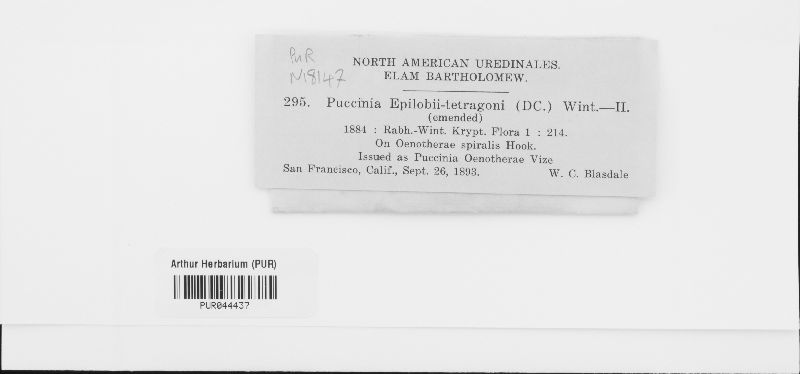 PUR
N18147
NORTH AMERICAN UREDINALES.
ELAM BARTHOLOMEW.
295. Puccinia Epilobii-tetragoni (DC.) Wint.—II.
(emended)
1884 : Rabh.-Wint. Krypt. Flora 1 : 214.
On Oenotherae spiralis Hook.
Issued as Puccinia Oenotherae Vize
San Francisco, Calif., Sept. 26, 1893. W. C. Blasdale
Arthur Herbarium (PUR)
PUR044437